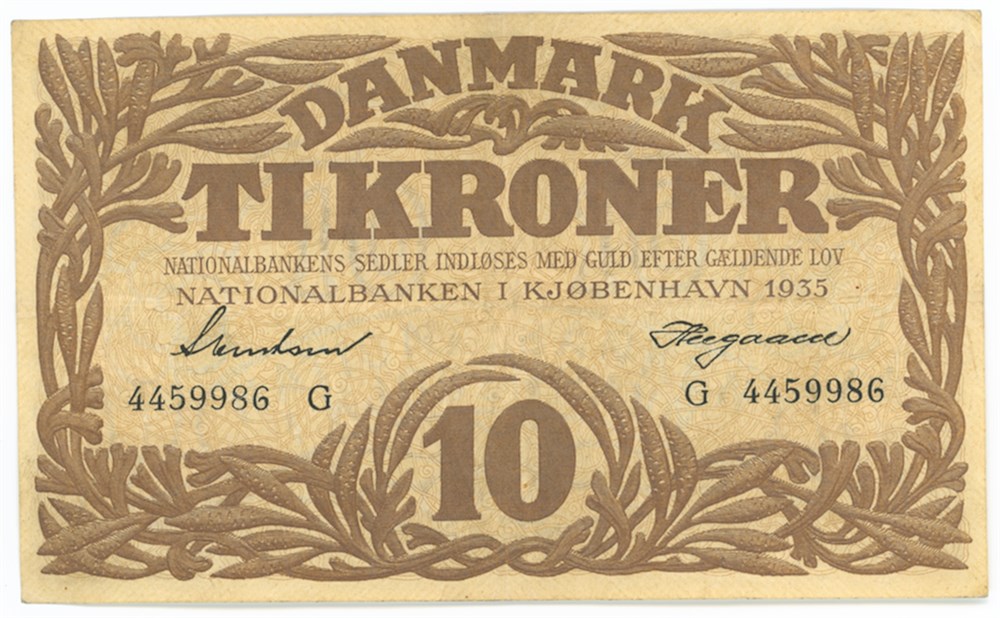 DANMARK
TI KRONER
NATIONALBANKENS SEDLER INDLØSES MED GULD EFTER GÆLDENDE LOV
NATIONALBANKEN I KJØBENHAVN 1935
4459986 G G 4459986
10